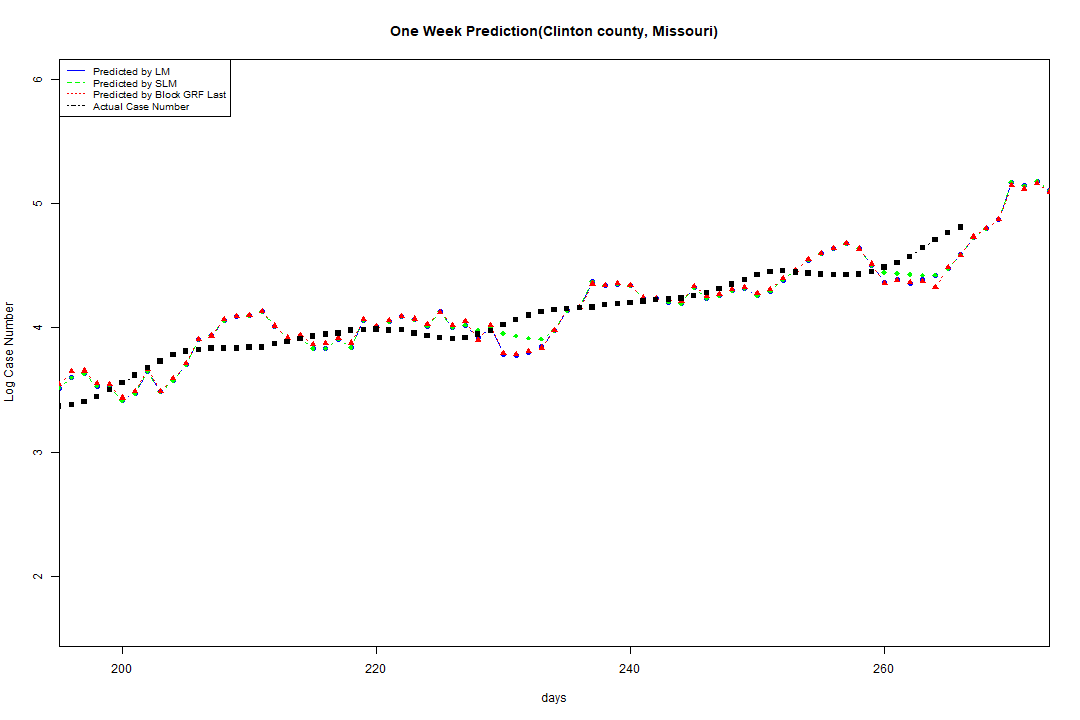 One Week Prediction(Clinton county, Missouri)
Predicted by LM
Predicted by SLM
Predicted by Block GRF Last
Actual Case Number
6
5
4
3
2
Log Case Number
200 220 240 260
days